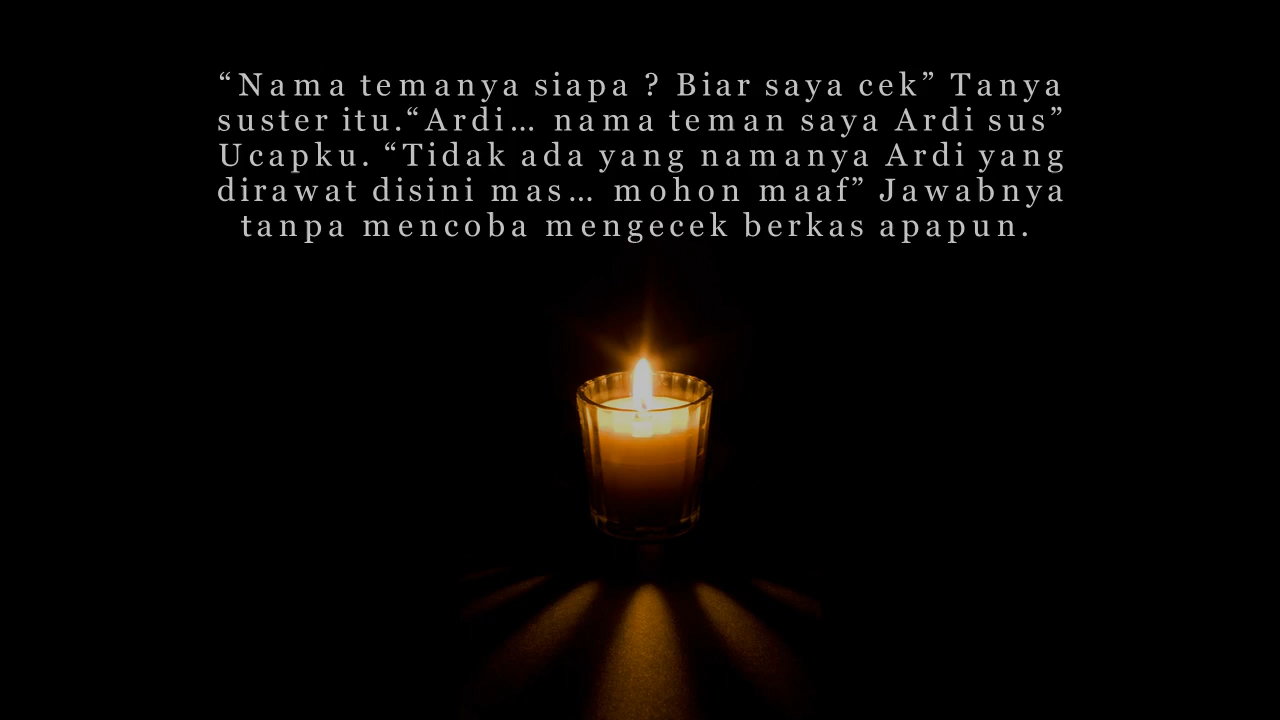 “Nama temanya siapa ? Biar saya cek” Tanya
suster itu.“Ardi… nama teman saya Ardi sus”
Ucapku. “Tidak ada yang namanya Ardi yang
dirawat disini mas… mohon maaf” Jawabnya
tanpa mencoba mengecek berkas apapun.